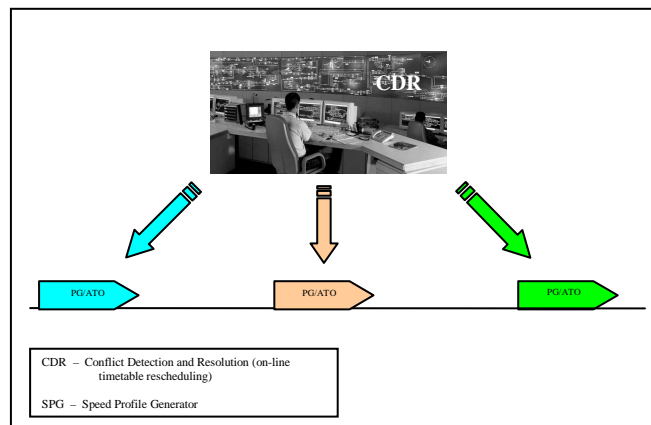 CDR
PG/ATO
PG/ATO
PG/ATO
CDR – Conflict Detection and Resolution (on-line
timetable rescheduling)
SPG – Speed Profile Generator